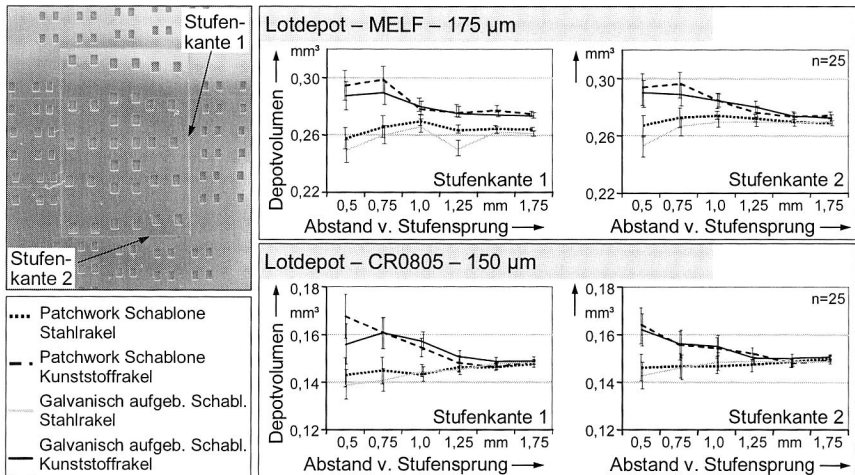 Stufen-
kante 1
Stufen-
kante 2
Patchwork Schablone
Stahlrakel
Patchwork Schablone
Kunststoffrakel
Galvanisch aufgeb. Schabl.
Stahlrakel
Galvanisch aufgeb. Schabl.
Kunststoffrakel
Lotdepot – MELF – 175 µm
Depotvolumen
mm³
0,30
0,26
0,22
Stufenkante 1
0,5 0,75 1,0 1,25 mm 1,75
Abstand v. Stufensprung
mm³
n=25
0,30
0,26
0,22
Stufenkante 2
0,5 0,75 1,0 1,25 mm 1,75
Abstand v. Stufensprung
Lotdepot – CR0805 – 150 µm
Depotvolumen
0,18
mm³
0,16
0,14
0,12
Stufenkante 1
0,5 0,75 1,0 1,25 mm 1,75
Abstand v. Stufensprung
0,18
mm³
n=25
0,16
0,14
0,12
Stufenkante 2
0,5 0,75 1,0 1,25 mm 1,75
Abstand v. Stufensprung